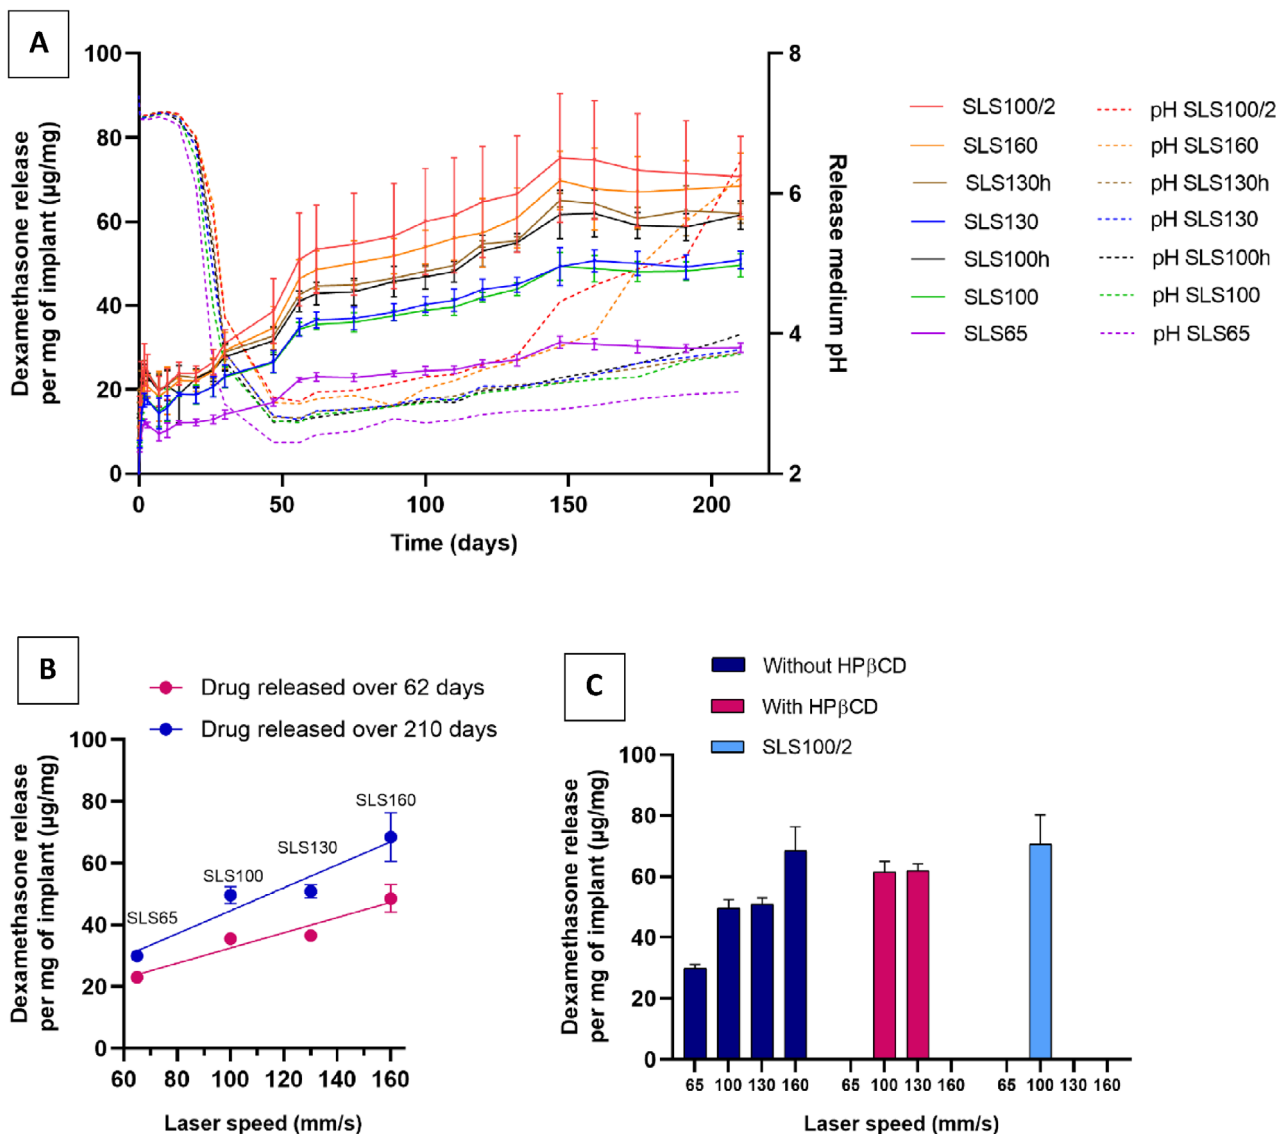 A
Dexamethasone release
per mg of implant (µg/mg)
100
80
60
40
20
0
0
50
100
150
200
Time (days)
8
6
4
2
Release medium pH
SLS100/2
SLS160
SLS130h
SLS130
SLS100h
SLS100
SLS65
pH SLS100/2
pH SLS160
pH SLS130h
pH SLS130
pH SLS100h
pH SLS100
pH SLS65
B
Drug released over 62 days
Drug released over 210 days
Dexamethasone release
per mg of implant (µg/mg)
100
80
60
40
20
0
SLS65
SLS100
SLS130
SLS160
60
80
100
120
140
160
Laser speed (mm/s)
C
Without HPβCD
With HPβCD
SLS100/2
Dexamethasone release
per mg of implant (µg/mg)
100
80
60
40
20
0
65 100 130 160 65 100 130 160 65 100 130 160
Laser speed (mm/s)